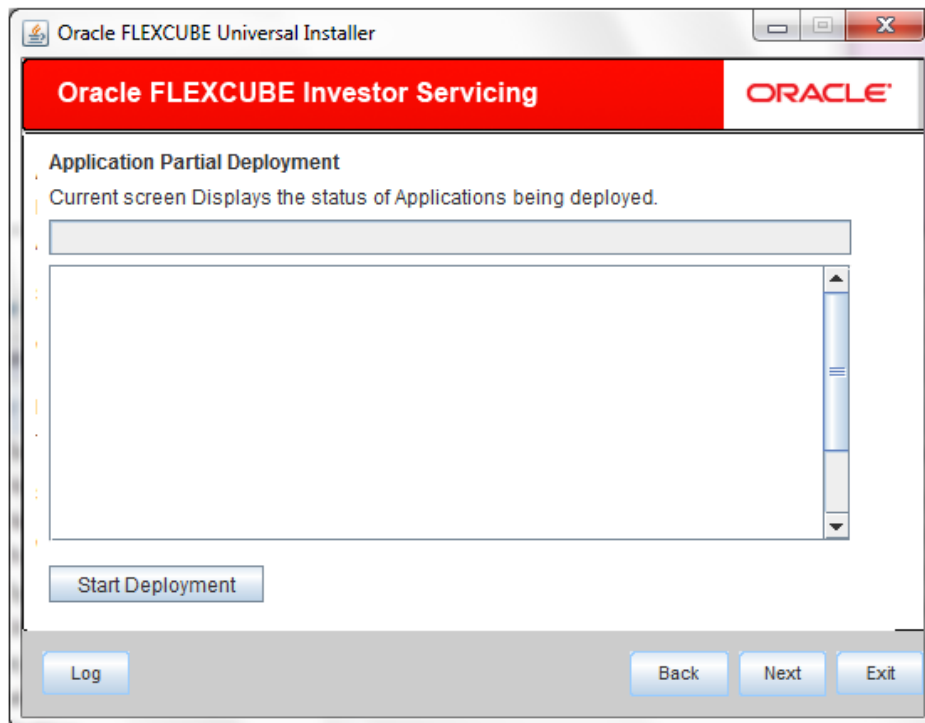 Oracle FLEXCUBE Universal Installer
Oracle FLEXCUBE Investor Servicing
ORACLE
Application Partial Deployment
Current screen Displays the status of Applications being deployed.
Start Deployment
Log Back Next Exit